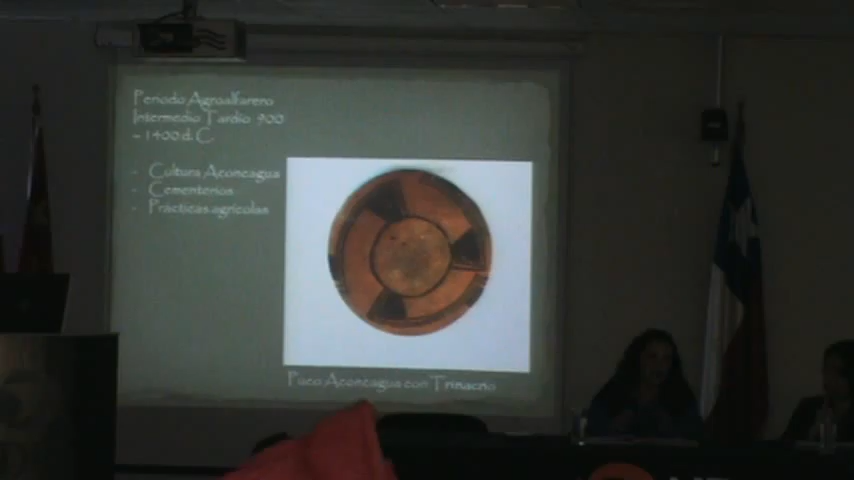 Periodo Agroalfarero
Intermedio Tardío 900
- 1400 d. C
- Cultura Aconcagua
- Cementerios
- Prácticas agrícolas
Puco Aconcagua con Trinacrio